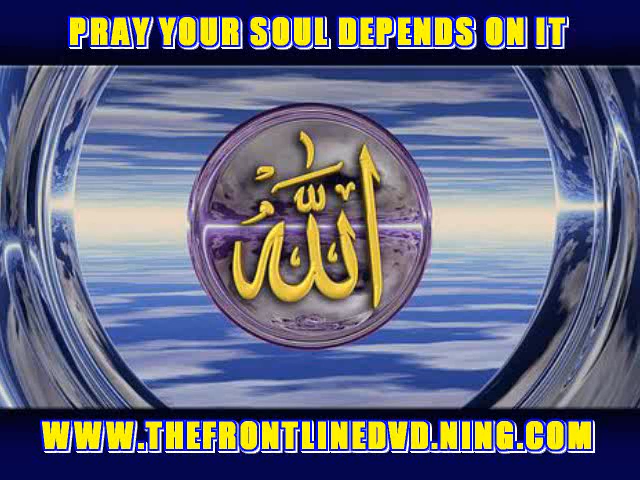 PRAY YOUR SOUL DEPENDS ON IT
الله
WWW.THEFRONTLINEDVD.NING.COM